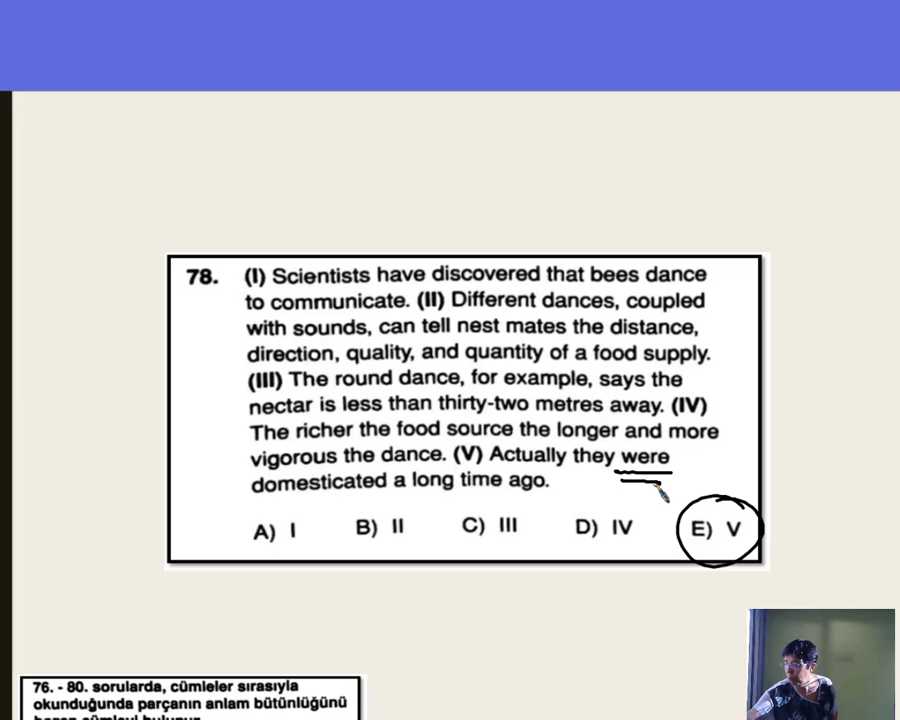 78. (I) Scientists have discovered that bees dance
to communicate. (II) Different dances, coupled
with sounds, can tell nest mates the distance,
direction, quality, and quantity of a food supply.
(III) The round dance, for example, says the
nectar is less than thirty-two metres away. (IV)
The richer the food source the longer and more
vigorous the dance. (V) Actually they were
domesticated a long time ago.
A) I B) II C) III D) IV E) V
76. - 80. sorularda, cümleler sırasıyla
okunduğunda parçanın anlam bütünlüğünü